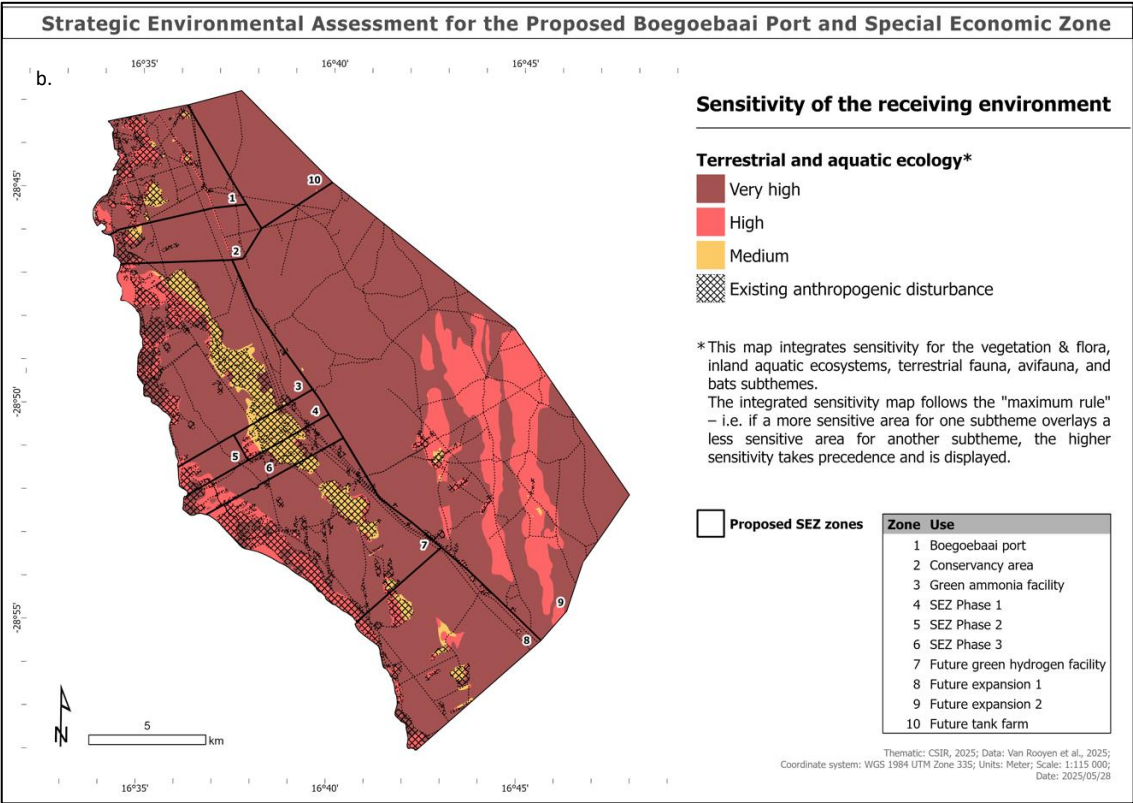 Strategic Environmental Assessment for the Proposed Boegoebaai Port and Special Economic Zone
b.
16°35'
16°40'
16°45'
-28°45'
-28°50'
-28°55'
10
1
2
3
4
5
6
7
9
8
N
5
km
16°35'
16°40'
16°45'
Sensitivity of the receiving environment
Terrestrial and aquatic ecology*
Very high
High
Medium
Existing anthropogenic disturbance
* This map integrates sensitivity for the vegetation & flora,
inland aquatic ecosystems, terrestrial fauna, avifauna, and
bats subthemes.
The integrated sensitivity map follows the "maximum rule"
– i.e. if a more sensitive area for one subtheme overlays a
less sensitive area for another subtheme, the higher
sensitivity takes precedence and is displayed.
Proposed SEZ zones
Zone Use
1 Boegoebaai port
2 Conservancy area
3 Green ammonia facility
4 SEZ Phase 1
5 SEZ Phase 2
6 SEZ Phase 3
7 Future green hydrogen facility
8 Future expansion 1
9 Future expansion 2
10 Future tank farm
Thematic: CSIR, 2025; Data: Van Rooyen et al., 2025;
Coordinate system: WGS 1984 UTM Zone 33S; Units: Meter; Scale: 1:115 000;
Date: 2025/05/28